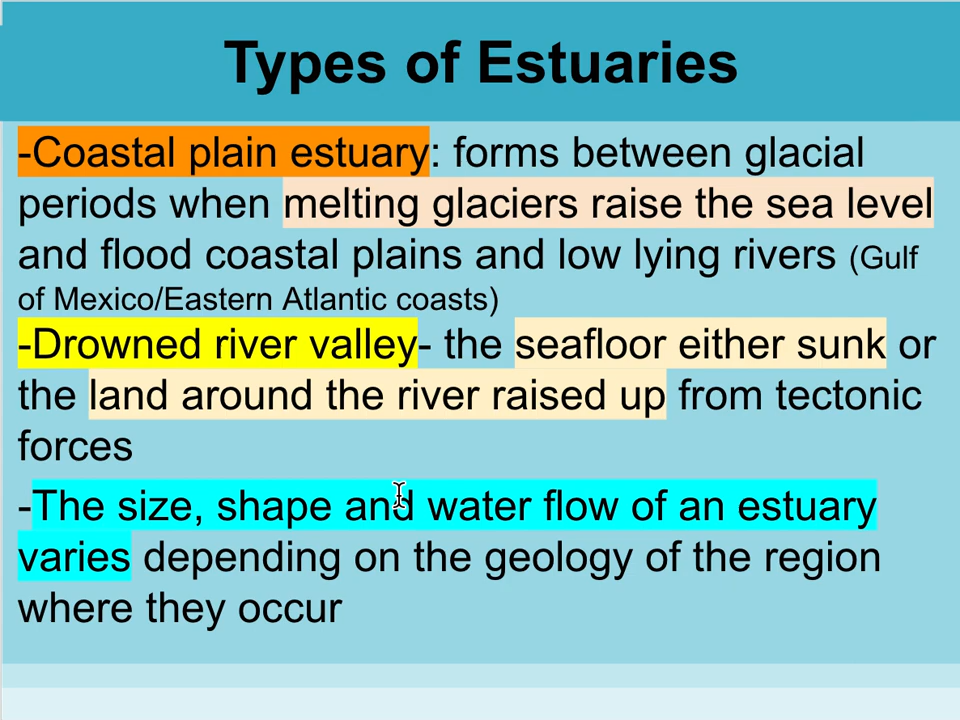 Types of Estuaries
-Coastal plain estuary: forms between glacial
periods when melting glaciers raise the sea level
and flood coastal plains and low lying rivers (Gulf
of Mexico/Eastern Atlantic coasts)
-Drowned river valley- the seafloor either sunk or
the land around the river raised up from tectonic
forces
-The size, shape and water flow of an estuary
varies depending on the geology of the region
where they occur